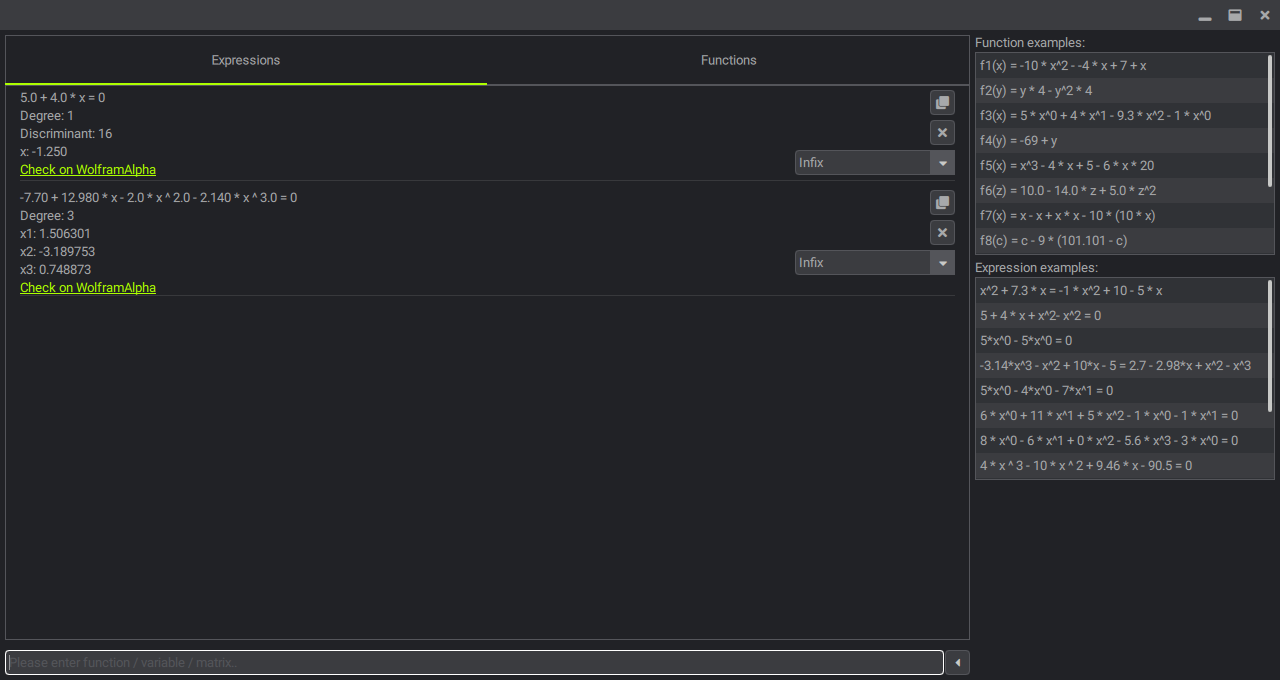 Expressions
Functions
5.0 + 4.0 * x = 0
Degree: 1
Discriminant: 16
x: -1.250
Check on WolframAlpha
Infix
-7.70 + 12.980 * x - 2.0 * x ^ 2.0 - 2.140 * x ^ 3.0 = 0
Degree: 3
x1: 1.506301
x2: -3.189753
x3: 0.748873
Check on WolframAlpha
Infix
Please enter function / variable / matrix..
Function examples:
f1(x) = -10 * x^2 - -4 * x + 7 + x
f2(y) = y * 4 - y^2 * 4
f3(x) = 5 * x^0 + 4 * x^1 - 9.3 * x^2 - 1 * x^0
f4(y) = -69 + y
f5(x) = x^3 - 4 * x + 5 - 6 * x * 20
f6(z) = 10.0 - 14.0 * z + 5.0 * z^2
f7(x) = x - x + x * x - 10 * (10 * x)
f8(c) = c - 9 * (101.101 - c)
Expression examples:
x^2 + 7.3 * x = -1 * x^2 + 10 - 5 * x
5 + 4 * x + x^2- x^2 = 0
5*x^0 - 5*x^0 = 0
-3.14*x^3 - x^2 + 10*x - 5 = 2.7 - 2.98*x + x^2 - x^3
5*x^0 - 4*x^0 - 7*x^1 = 0
6 * x^0 + 11 * x^1 + 5 * x^2 - 1 * x^0 - 1 * x^1 = 0
8 * x^0 - 6 * x^1 + 0 * x^2 - 5.6 * x^3 - 3 * x^0 = 0
4 * x ^ 3 - 10 * x ^ 2 + 9.46 * x - 90.5 = 0